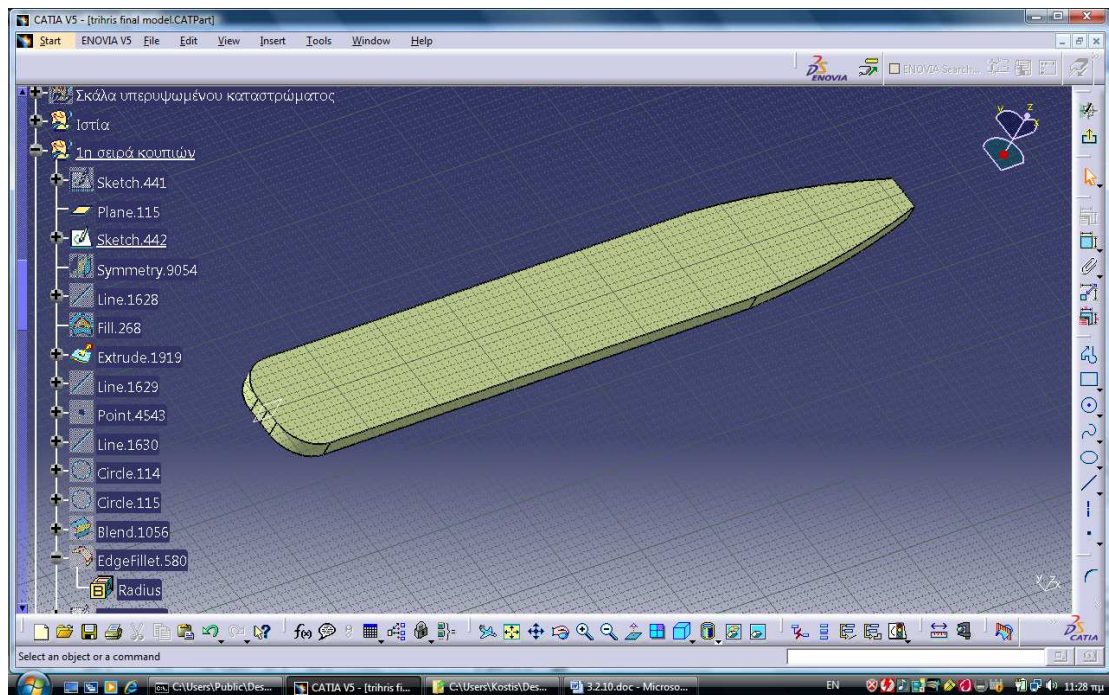 CATIA V5 - [trihris final model.CATPart]
Start ENOVIA V5 File Edit View Insert Tools Window Help
ENOVIA ENOVIA Search...
Σκάλα υπερυψωμένου καταστρώματος
Ιστία
1η σειρά κουπιών
Sketch.441
Plane.115
Sketch.442
Symmetry.9054
Line.1628
Fill.268
Extrude.1919
Line.1629
Point.4543
Line.1630
Circle.114
Circle.115
Blend.1056
EdgeFillet.580
Radius
CATIA
Select an object or a command
C:\Users\Public\Des... CATIA V5 - [trihris fi... C:\Users\Kostis\Des... 3.2.10.doc - Microso... EN 11:28 πμ